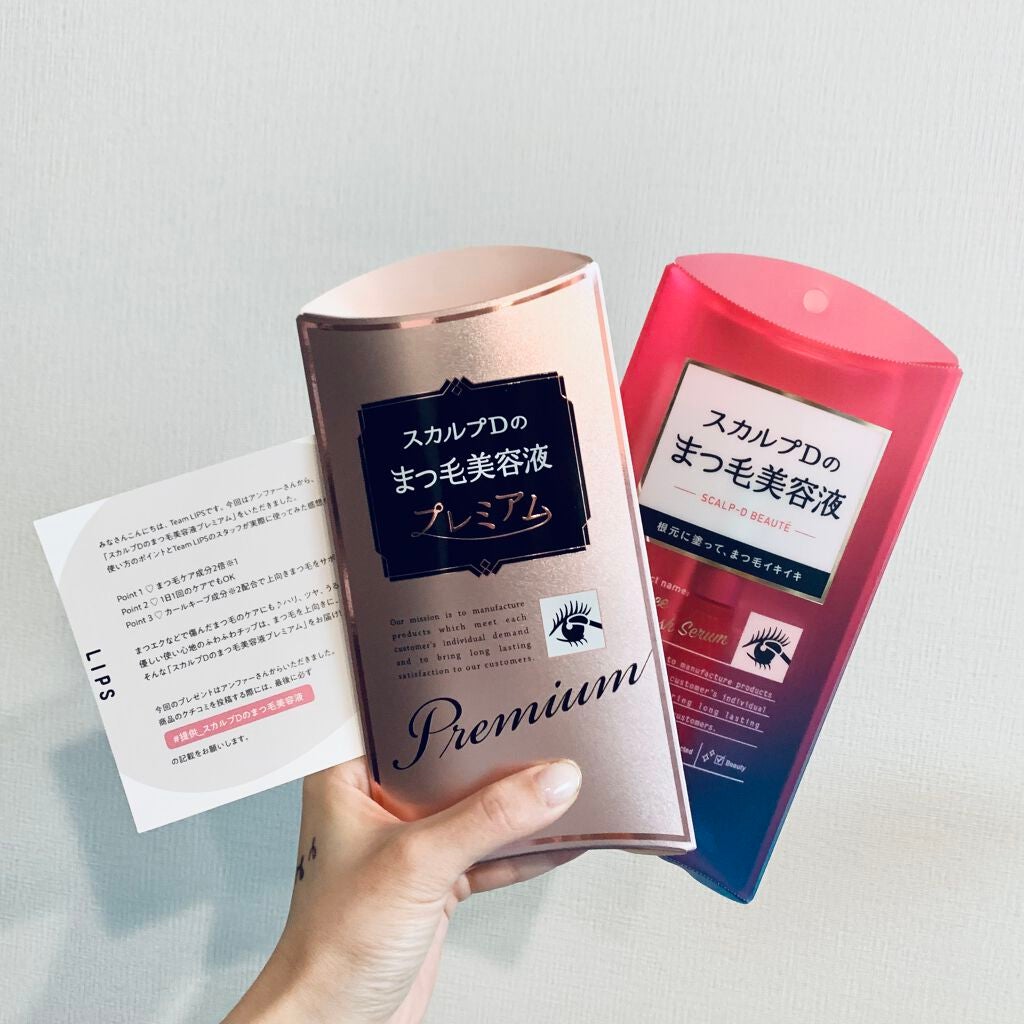 みなさんこんにちは、Team LIPSです。今回はアンファーさんから、
「スカルプDのまつ毛美容液プレミアム」をいただきました。
使い方のポイントとTeam LIPSのスタッフが実際に使ってみた感想
Point 1 ♡ まつ毛ケア成分2倍※1
Point 2 ♡ 1日1回のケアでもOK
Point 3 ♡ カールキープ成分※2配合で上向きまつ毛をサポ
まつエクなどで傷んだまつ毛のケアにも♪ハリ、ツヤ、うる
優しい使い心地のふわふわチップは、まつ毛を上向きに
そんな「スカルプDのまつ毛美容液プレミアム」をお届け
今回のプレゼントはアンファーさんからいただきました。
商品のクチコミを投稿する際には、最後に必ず
#提供_スカルプDのまつ毛美容液
の記載をお願いします。
LIPS
スカルプDの
まつ毛美容液
プレミアム
Our mission is to manufacture
products which meet each
customer's individual demand
and to bring long lasting
satisfaction to our customers.
Premium
スカルプDの
まつ毛美容液
SCALP-D BEAUTÉ
根元に塗って、まつ毛イキイキ
name:
Serum
to manufacture products
customer's individual
long lasting
customers.
Beauty